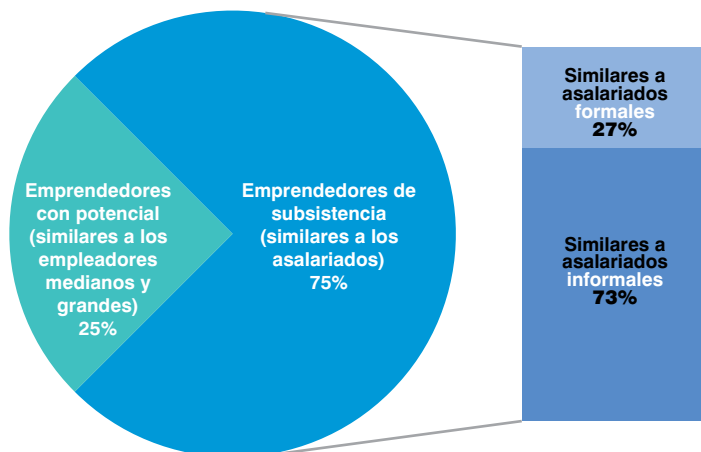 Emprendedores
con potencial
(similares a los
empleadores
medianos y
grandes)
25%
Emprendedores de
subsistencia
(similares a los
asalariados)
75%
Similares a
asalariados
formales
27%
Similares a
asalariados
informales
73%